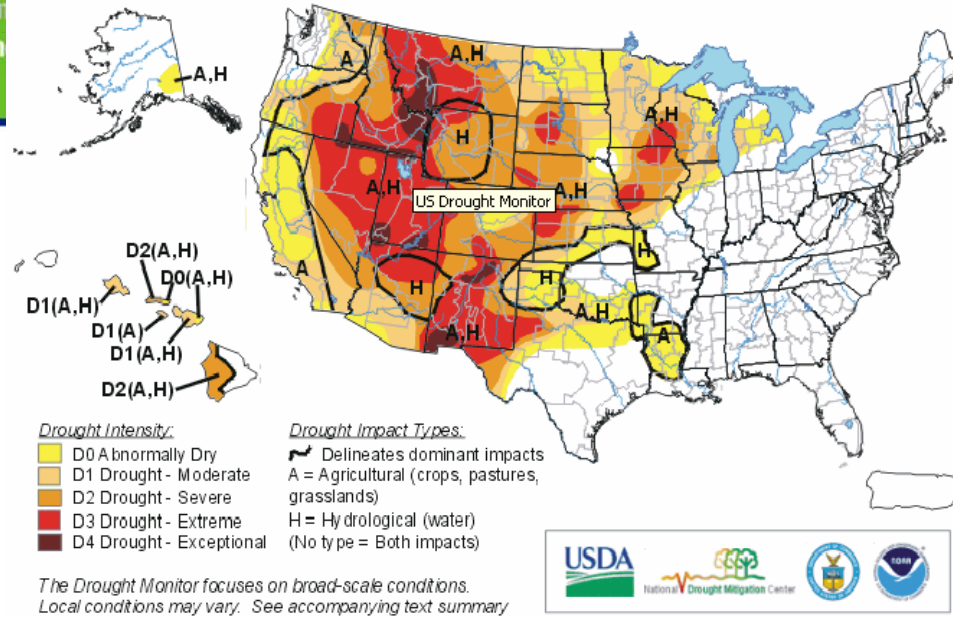 A,H
A
A,H
H
A,H
A,H
US Drought Monitor
A,H
H
H
H
A
A,H
A,H
A
D2(A,H)
D0(A,H)
D1(A,H)
D1(A)
D1(A,H)
D2(A,H)
Drought Intensity:
D0 Abnormally Dry
D1 Drought - Moderate
D2 Drought - Severe
D3 Drought - Extreme
D4 Drought - Exceptional
Drought Impact Types:
Delineates dominant impacts
A = Agricultural (crops, pastures,
grasslands)
H = Hydrological (water)
(No type = Both impacts)
The Drought Monitor focuses on broad-scale conditions.
Local conditions may vary. See accompanying text summary
USDA
National Drought Mitigation Center